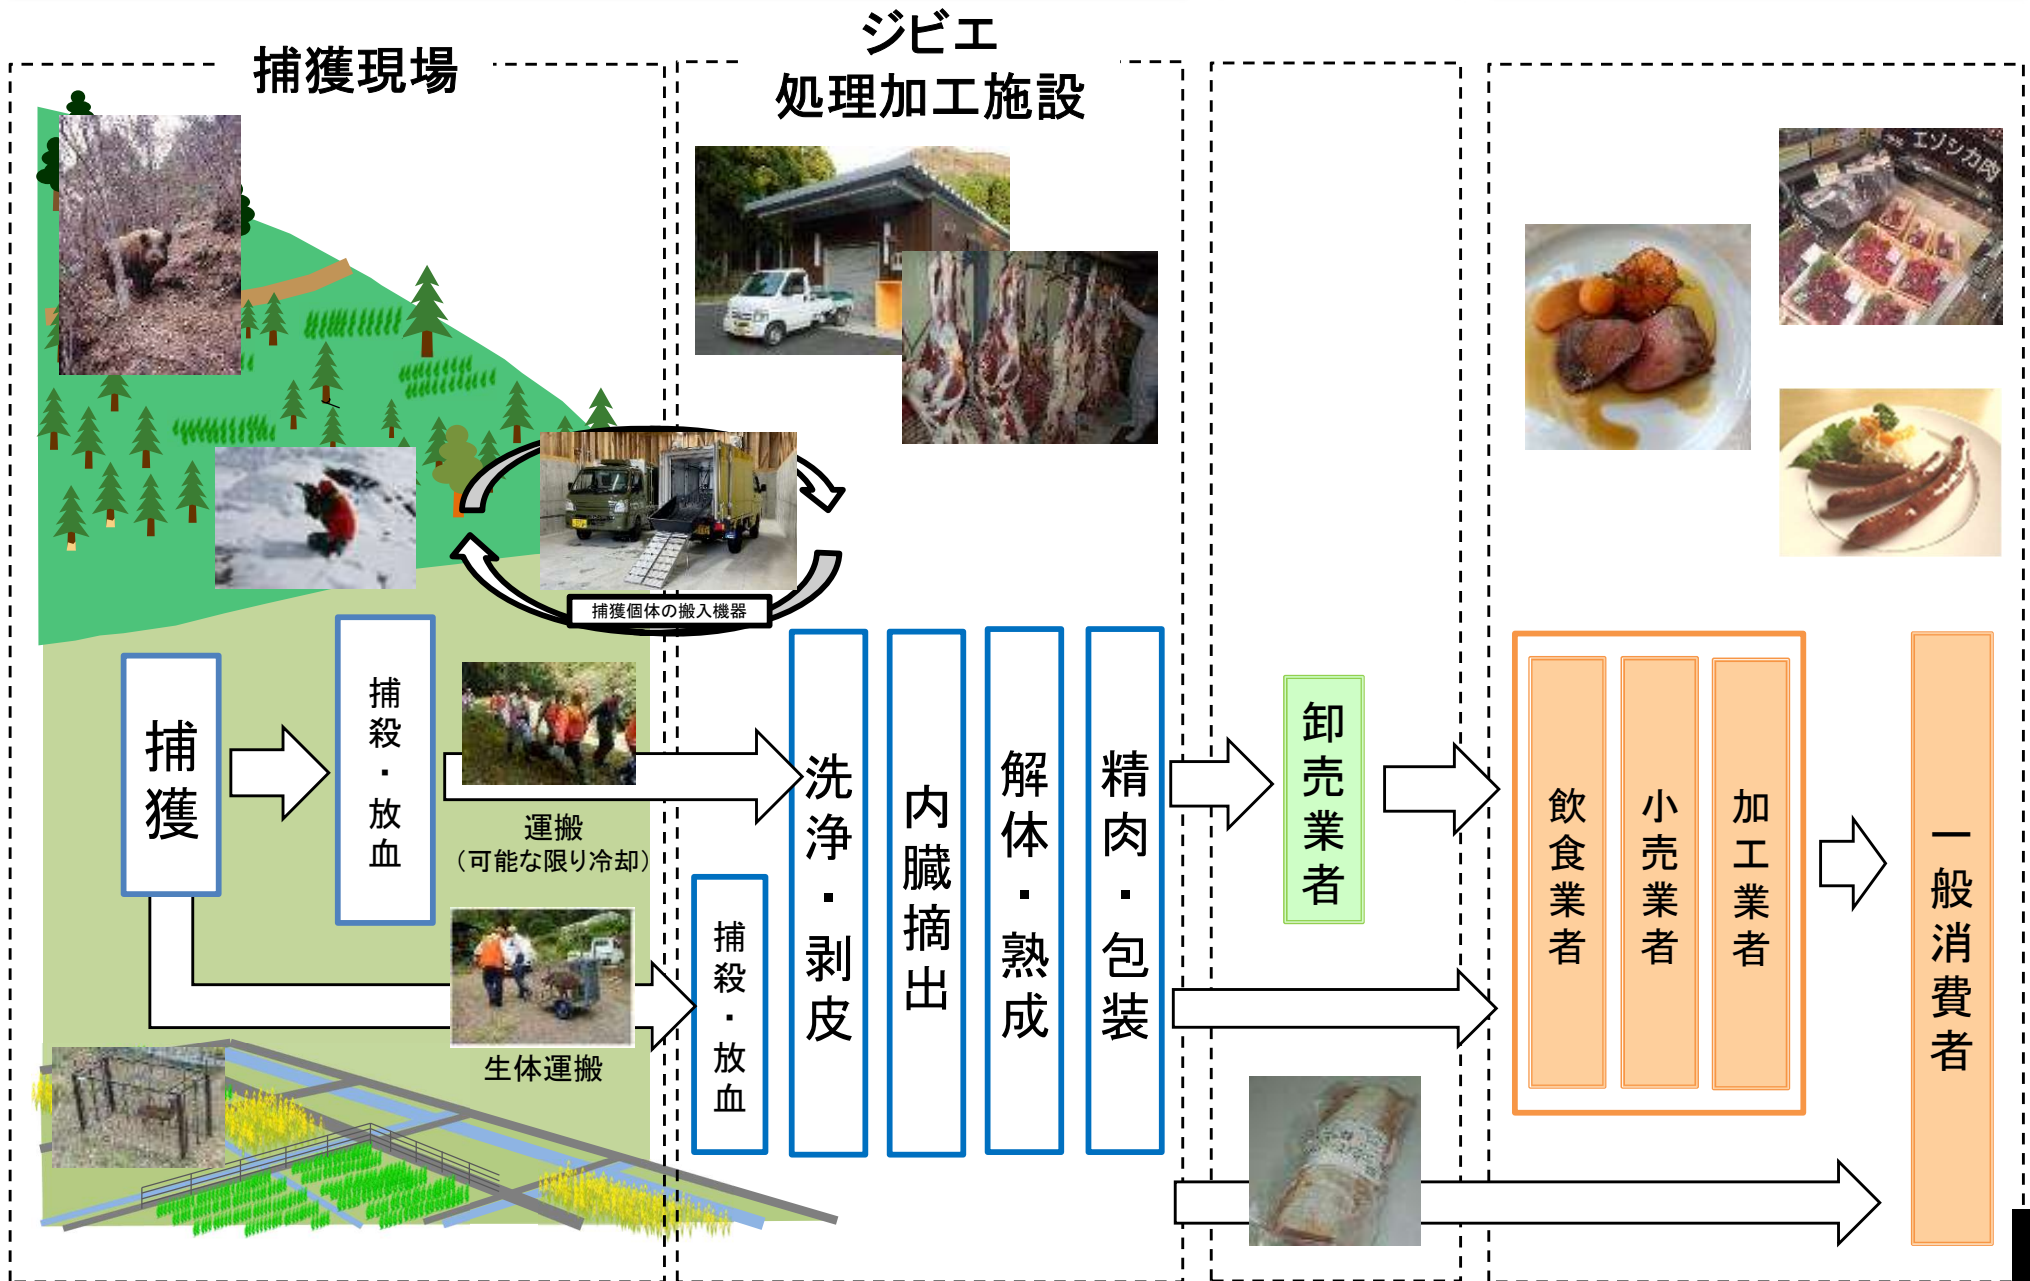 捕獲現場
ジビエ
処理加工施設
エゾシカ肉
捕獲個体の搬入機器
捕獲
捕殺・放血
運搬
（可能な限り冷却）
生体運搬
捕殺・放血
洗浄・剥皮
内臓摘出
解体・熟成
精肉・包装
卸売業者
飲食業者
小売業者
加工業者
一般消費者